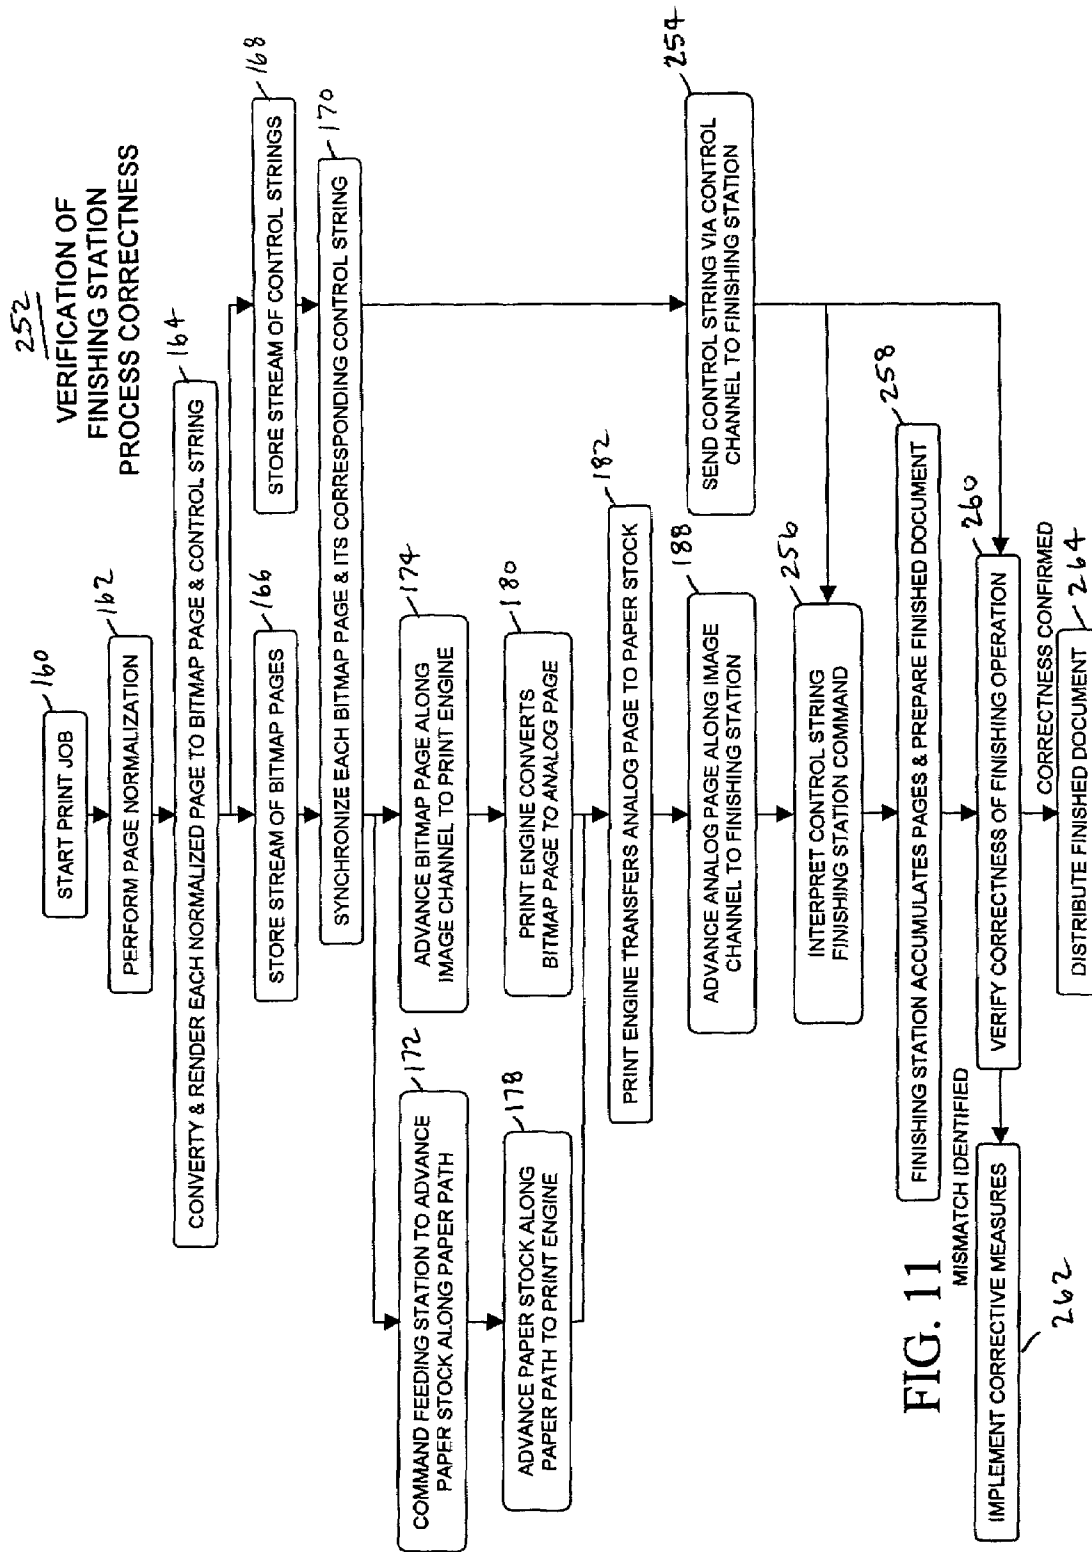 252
VERIFICATION OF
FINISHING STATION
PROCESS CORRECTNESS
160
START PRINT JOB
162
PERFORM PAGE NORMALIZATION
164
CONVERTY & RENDER EACH NORMALIZED PAGE TO BITMAP PAGE & CONTROL STRING
166
STORE STREAM OF BITMAP PAGES
168
STORE STREAM OF CONTROL STRINGS
170
SYNCHRONIZE EACH BITMAP PAGE & ITS CORRESPONDING CONTROL STRING
172
COMMAND FEEDING STATION TO ADVANCE
PAPER STOCK ALONG PAPER PATH
174
ADVANCE BITMAP PAGE ALONG
IMAGE CHANNEL TO PRINT ENGINE
178
ADVANCE PAPER STOCK ALONG
PAPER PATH TO PRINT ENGINE
180
PRINT ENGINE CONVERTS
BITMAP PAGE TO ANALOG PAGE
182
PRINT ENGINE TRANSFERS ANALOG PAGE TO PAPER STOCK
188
ADVANCE ANALOG PAGE ALONG IMAGE
CHANNEL TO FINISHING STATION
254
SEND CONTROL STRING VIA CONTROL
CHANNEL TO FINISHING STATION
256
INTERPRET CONTROL STRING
FINISHING STATION COMMAND
258
FINISHING STATION ACCUMULATES PAGES & PREPARE FINISHED DOCUMENT
260
VERIFY CORRECTNESS OF FINISHING OPERATION
MISMATCH IDENTIFIED
CORRECTNESS CONFIRMED
IMPLEMENT CORRECTIVE MEASURES
262
264
DISTRIBUTE FINISHED DOCUMENT
FIG. 11